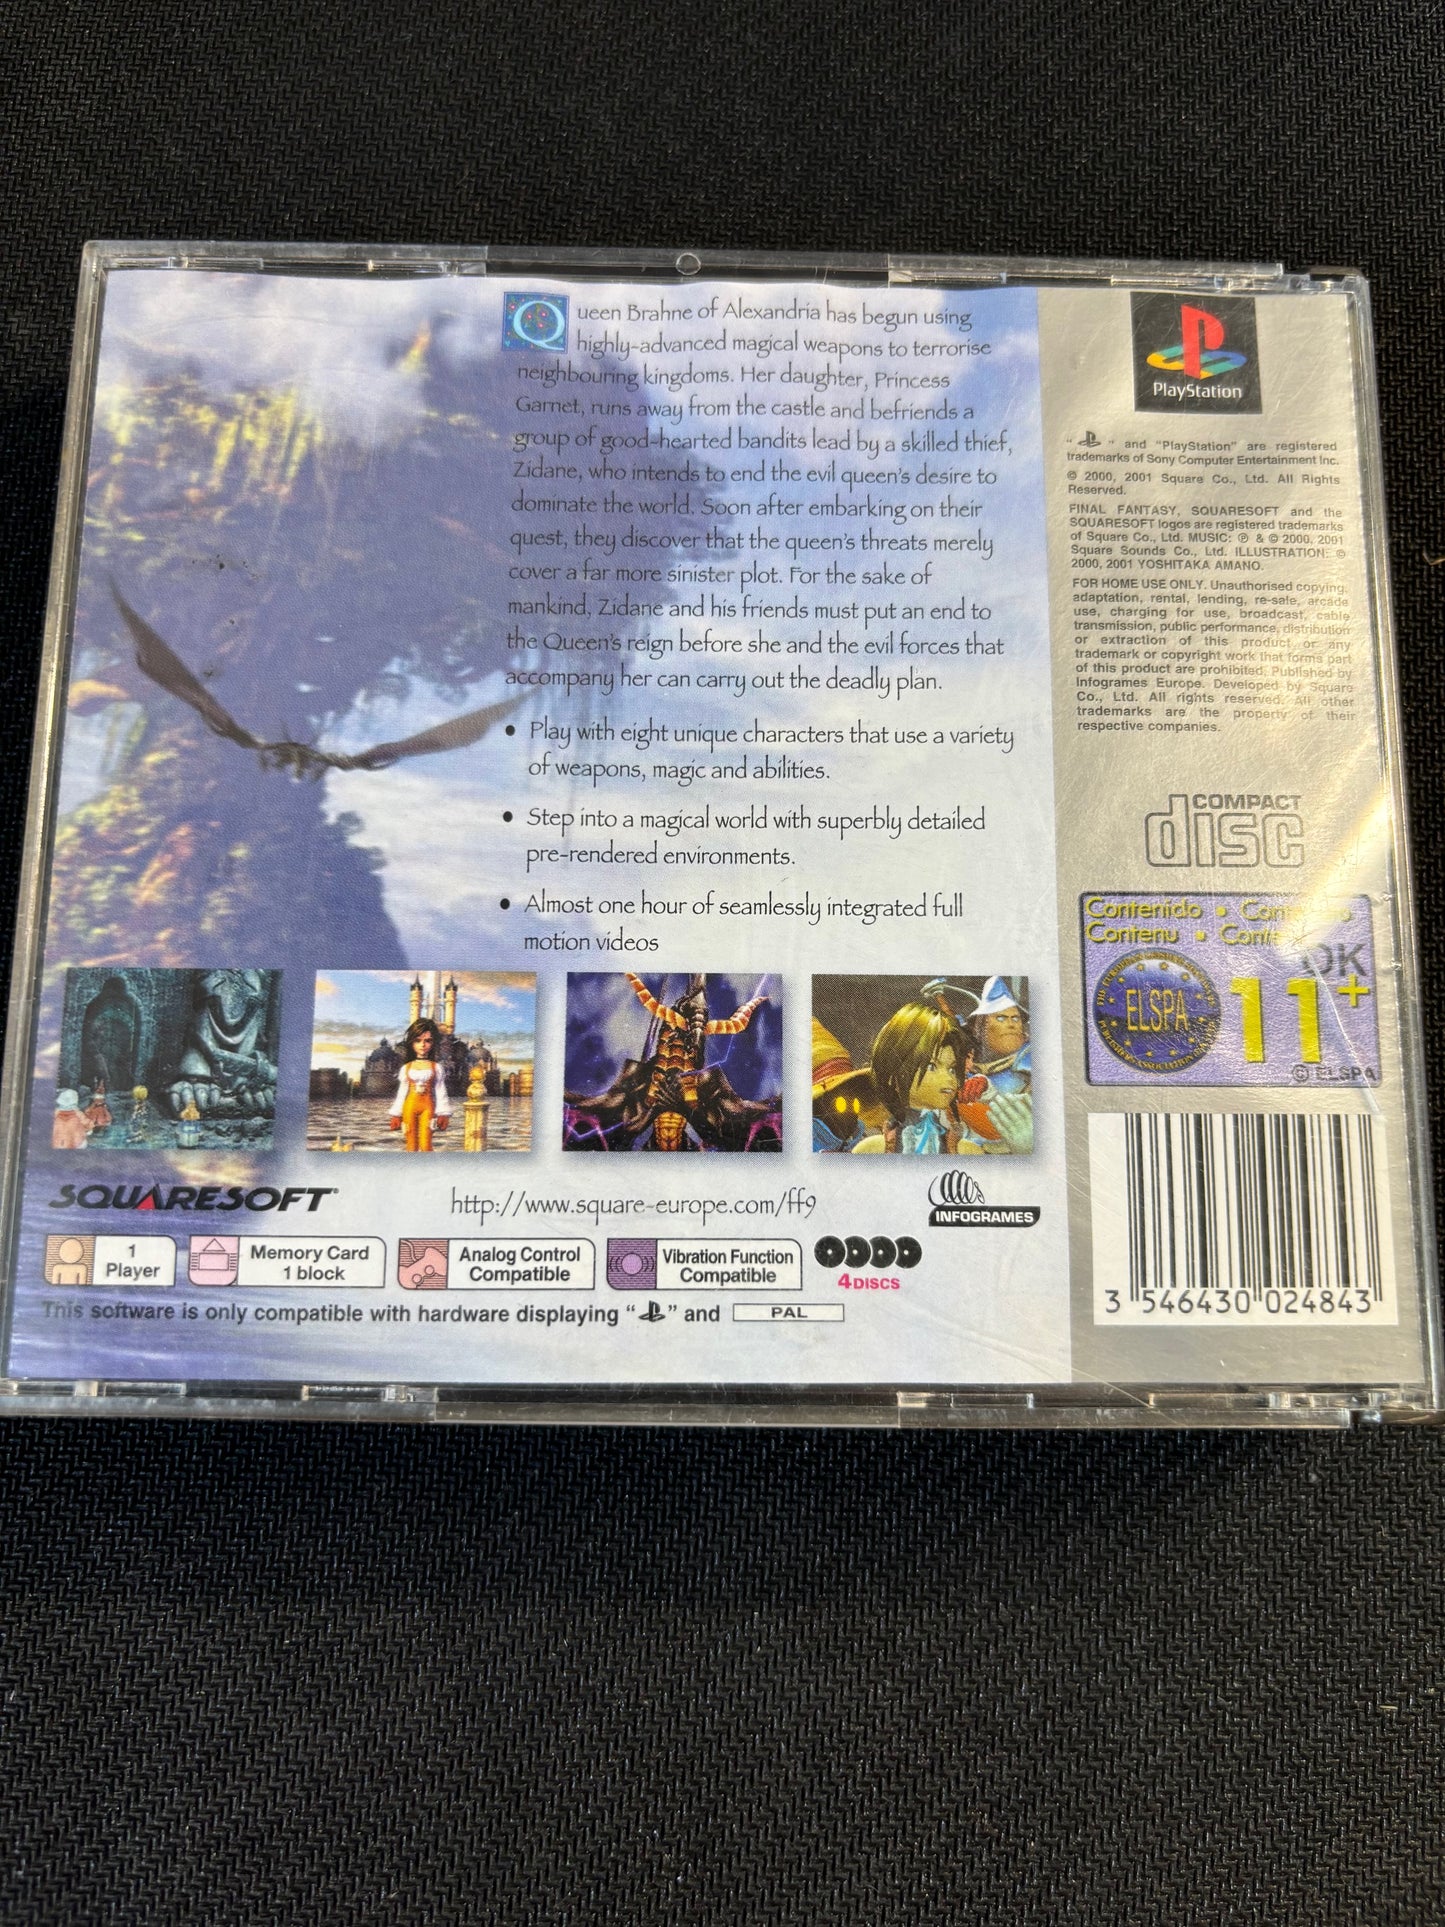 Queen Brahne of Alexandria has begun using
highly-advanced magical weapons to terrorise
neighbouring kingdoms. Her daughter, Princess
Garnet, runs away from the castle and befriends a
group of good-hearted bandits lead by a skilled thief,
Zidane, who intends to end the evil queen's desire to
dominate the world. Soon after embarking on their
quest, they discover that the queen's threats merely
cover a far more sinister plot. For the sake of
mankind, Zidane and his friends must put an end to
the Queen's reign before she and the evil forces that
accompany her can carry out the deadly plan.
• Play with eight unique characters that use a variety
of weapons, magic and abilities.
• Step into a magical world with superbly detailed
pre-rendered environments.
• Almost one hour of seamlessly integrated full
motion videos
SQUARESOFT
http://www.square-europe.com/ff9
INFOGRAMES
1
Player
Memory Card
1 block
Analog Control
Compatible
Vibration Function
Compatible
4 DISCS
This software is only compatible with hardware displaying " " and PAL
PlayStation
" " and "PlayStation" are registered
trademarks of Sony Computer Entertainment Inc.
© 2000, 2001 Square Co., Ltd. All Rights
Reserved.
FINAL FANTASY, SQUARESOFT and the
SQUARESOFT logos are registered trademarks
of Square Co., Ltd. MUSIC: ℗ & © 2000, 2001
Square Sounds Co., Ltd. ILLUSTRATION: ©
2000, 2001 YOSHITAKA AMANO.
FOR HOME USE ONLY. Unauthorised copying,
adaptation, rental, lending, re-sale, arcade
use, charging for use, broadcast, cable
transmission, public performance, distribution
or extraction of this product or any
trademark or copyright work that forms part
of this product are prohibited. Published by
Infogrames Europe. Developed by Square
Co., Ltd. All rights reserved. All other
trademarks are the property of their
respective companies.
COMPACT
disc
Contenido •
Contenu •
OK
ELSPA
11+
© ELSPA
3 546430 024843